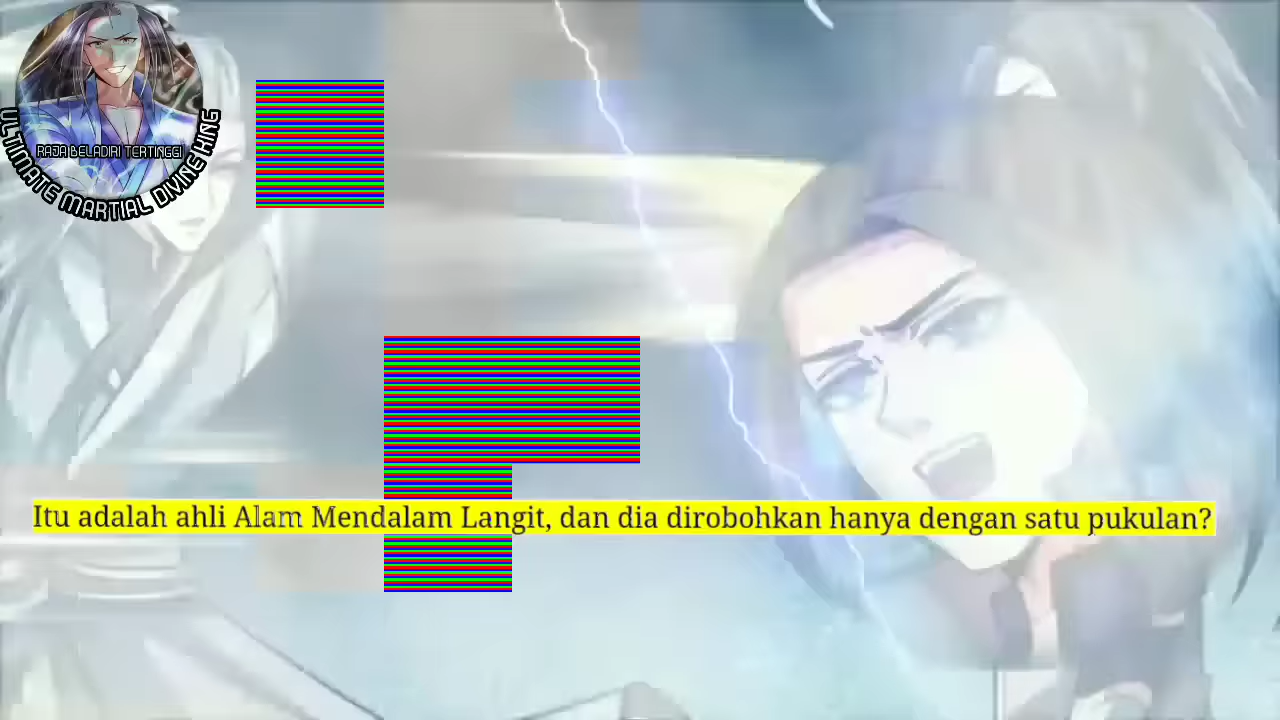 RAJA BELADIRI TERTINGGI
ULTIMATE MARTIAL DIVINE KING
Itu adalah ahli Alam Mendalam Langit, dan dia dirobohkan hanya dengan satu pukulan?